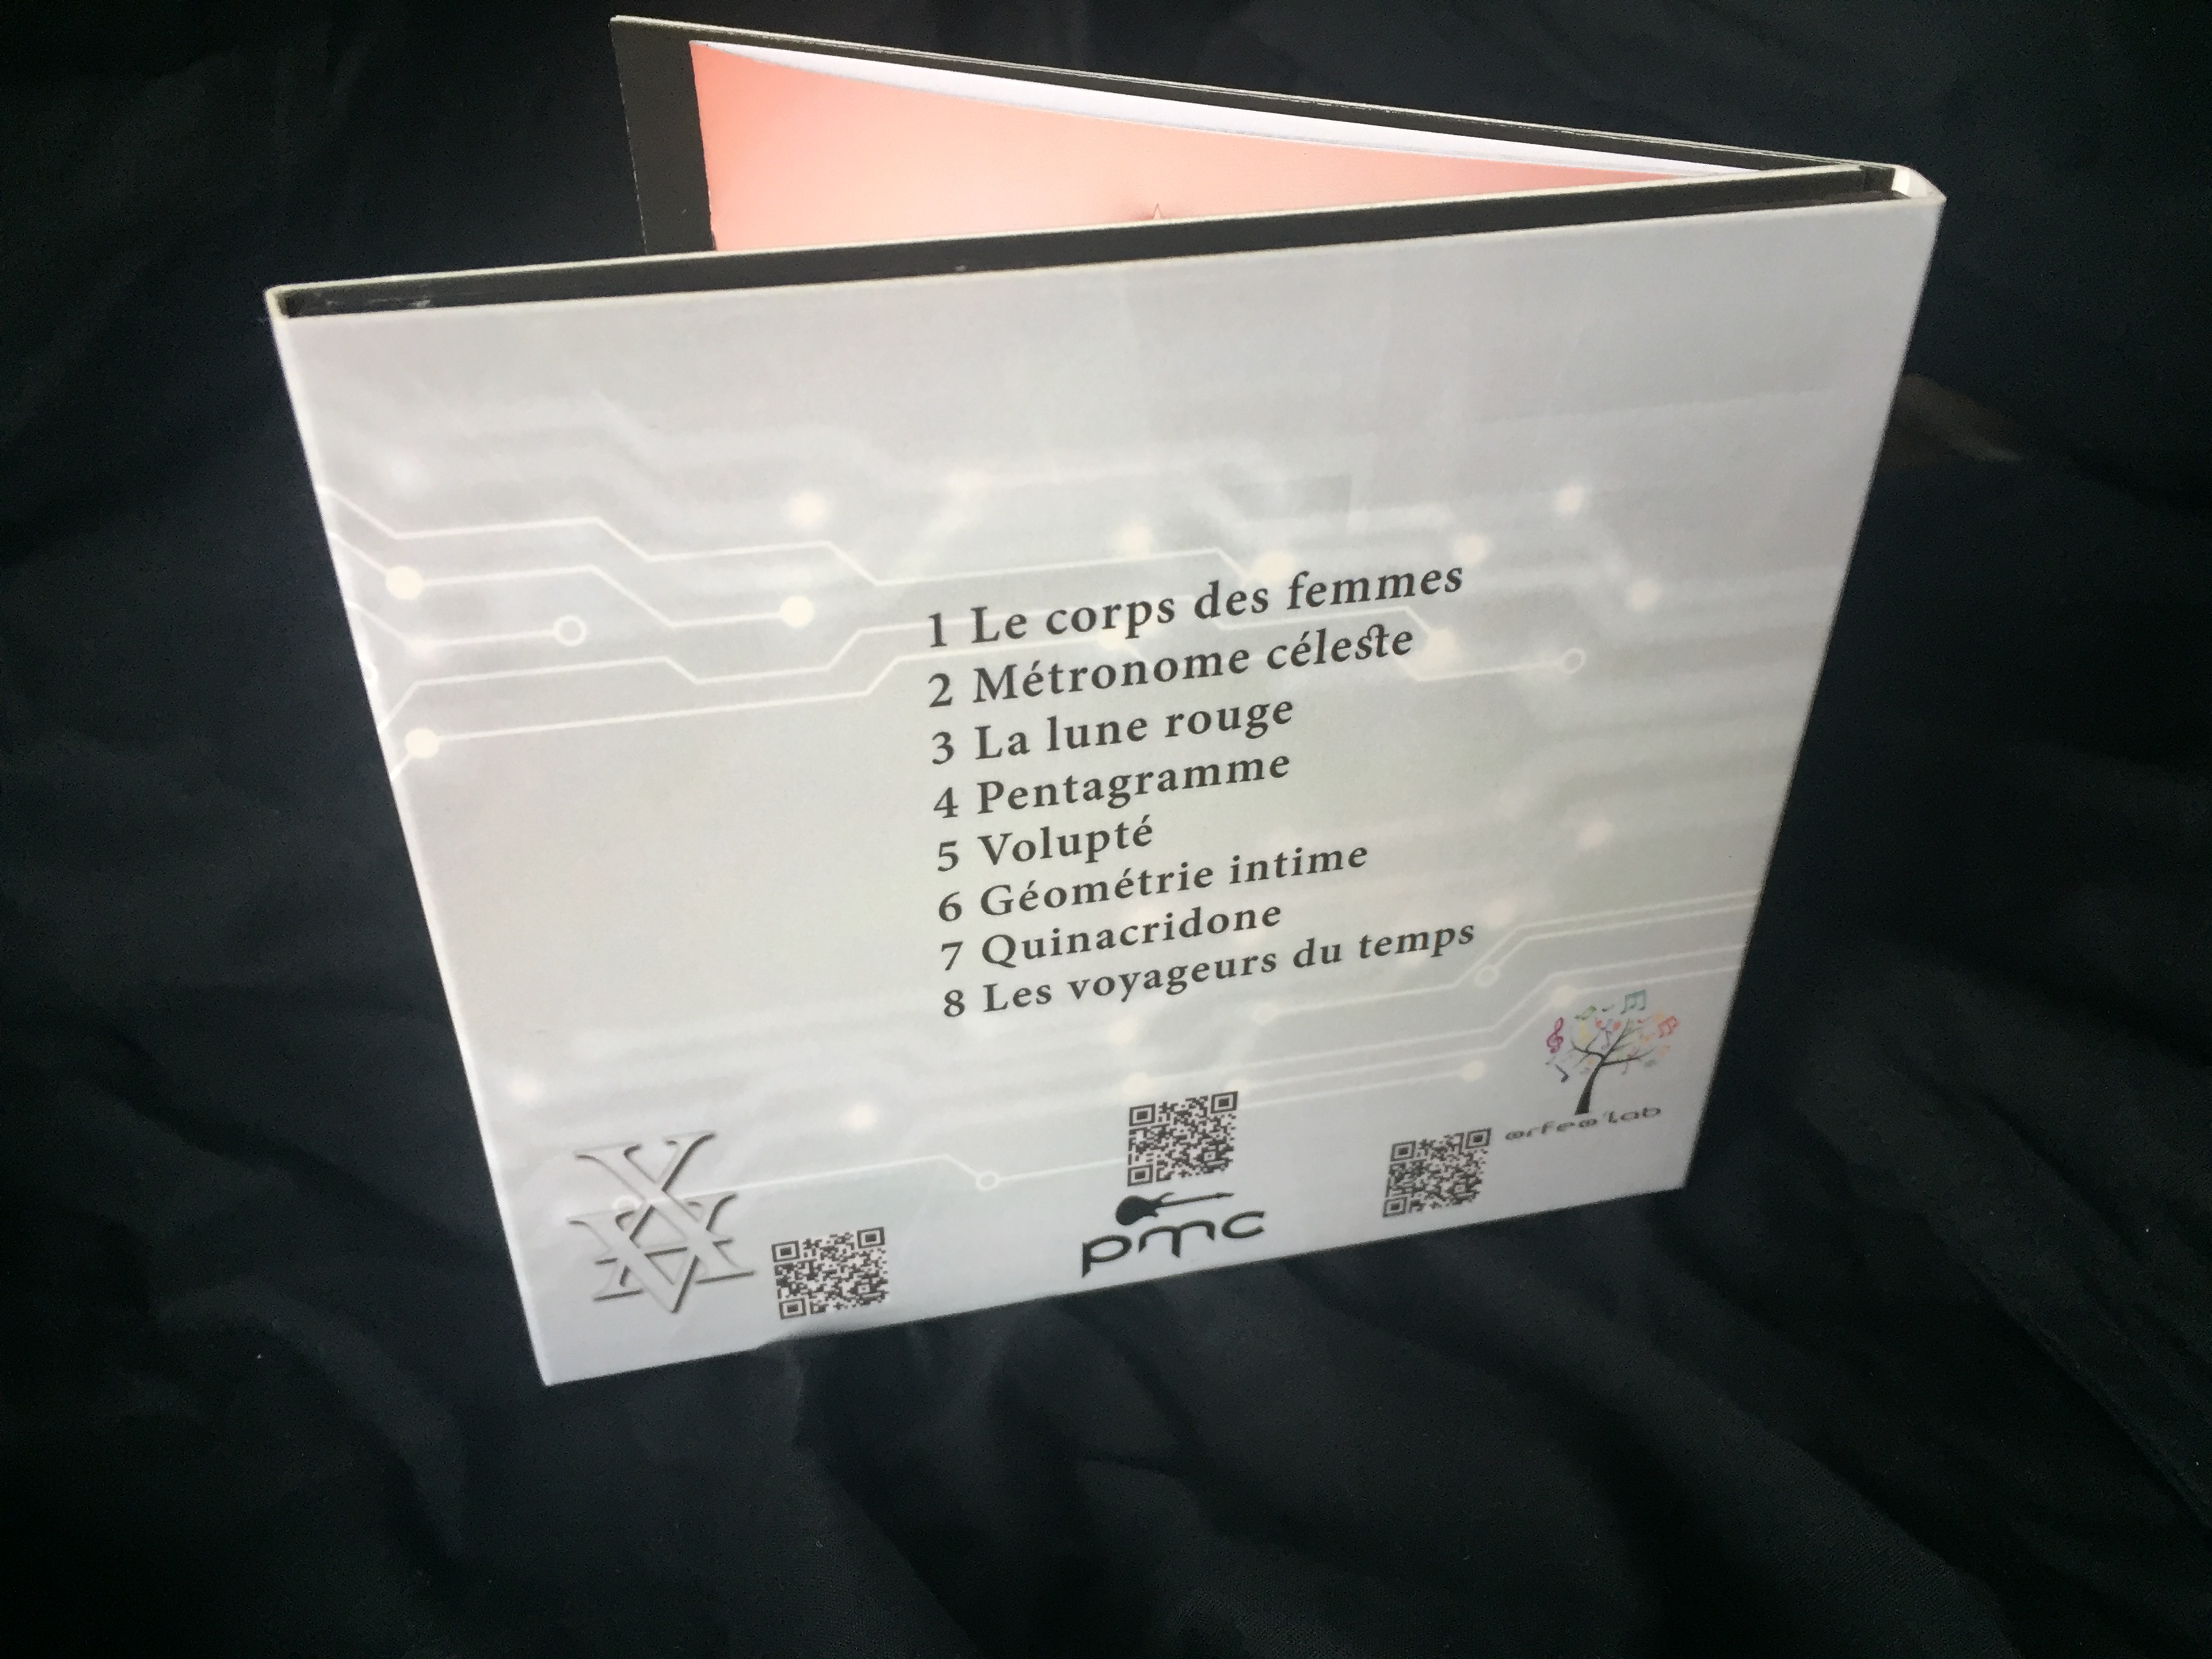 1 Le corps des femmes
2 Métronome céleste
3 La lune rouge
4 Pentagramme
5 Volupté
6 Géométrie intime
7 Quinacridone
8 Les voyageurs du temps
orfeo'lab
pmc